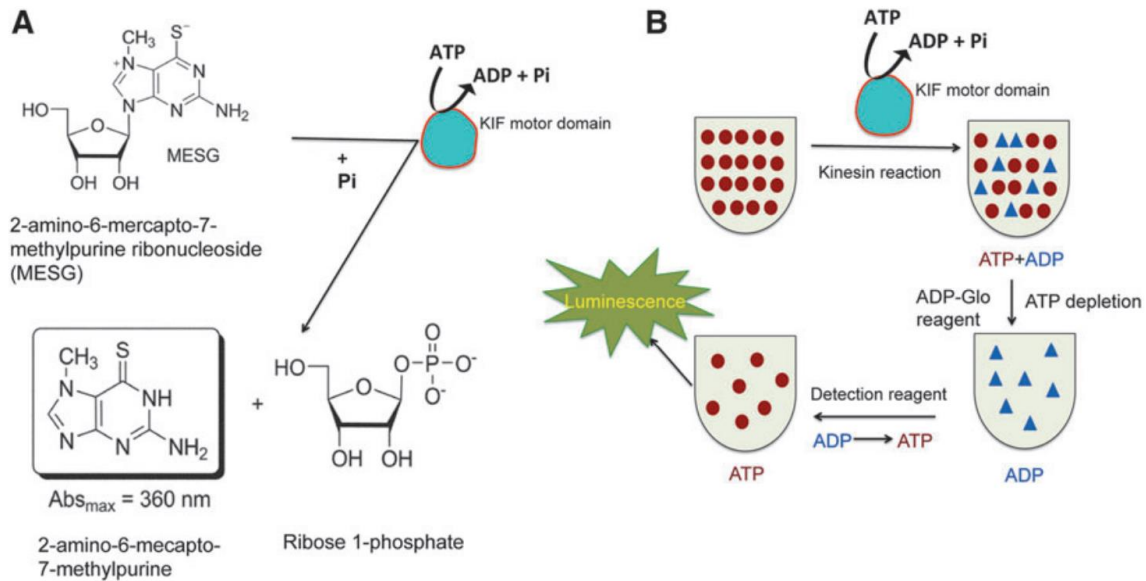 A
CH₃
S⁻
N⁺
N
HO
N
N
NH₂
O
MESG
OH OH
2-amino-6-mercapto-7-
methylpurine ribonucleoside
(MESG)
ATP
ADP + Pi
KIF motor domain
+
Pi
CH₃
S
N
NH
N
N
NH₂
Abs_max = 360 nm
2-amino-6-mecapto-
7-methylpurine
+
HO
O
O
O-P-O⁻
O⁻
OH OH
Ribose 1-phosphate
B
ATP
ADP + Pi
KIF motor domain
Kinesin reaction
ATP+ADP
ADP-Glo
reagent
ATP depletion
ADP
Detection reagent
ADP → ATP
ATP
Luminescence